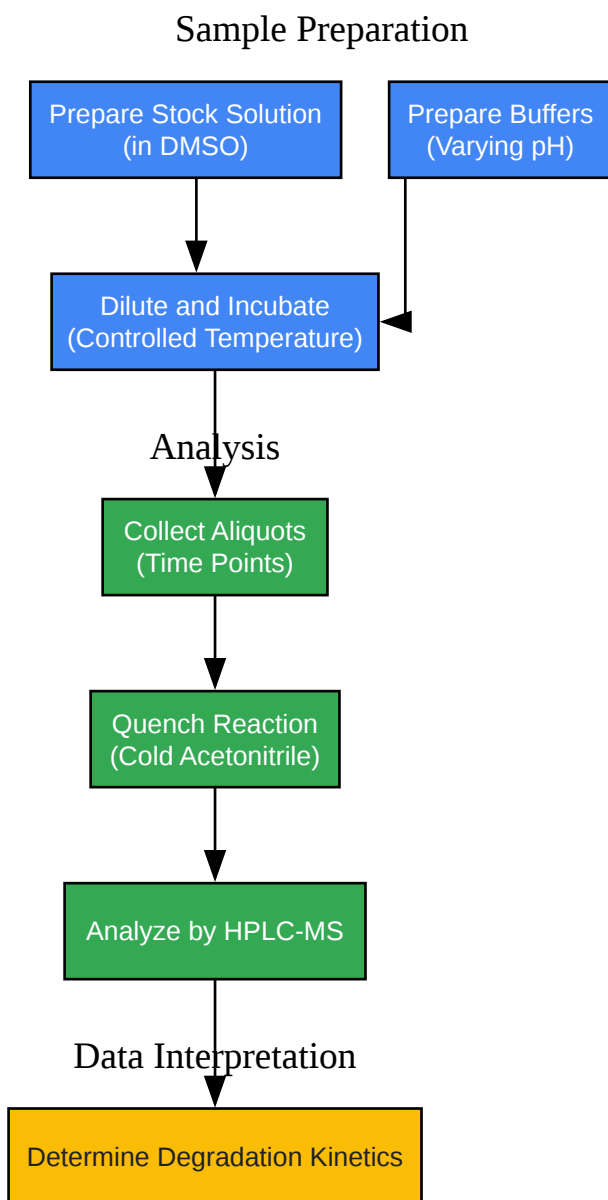 Sample Preparation
Prepare Stock Solution
(in DMSO)
Prepare Buffers
(Varying pH)
Dilute and Incubate
(Controlled Temperature)
Analysis
Collect Aliquots
(Time Points)
Quench Reaction
(Cold Acetonitrile)
Analyze by HPLC-MS
Data Interpretation
Determine Degradation Kinetics